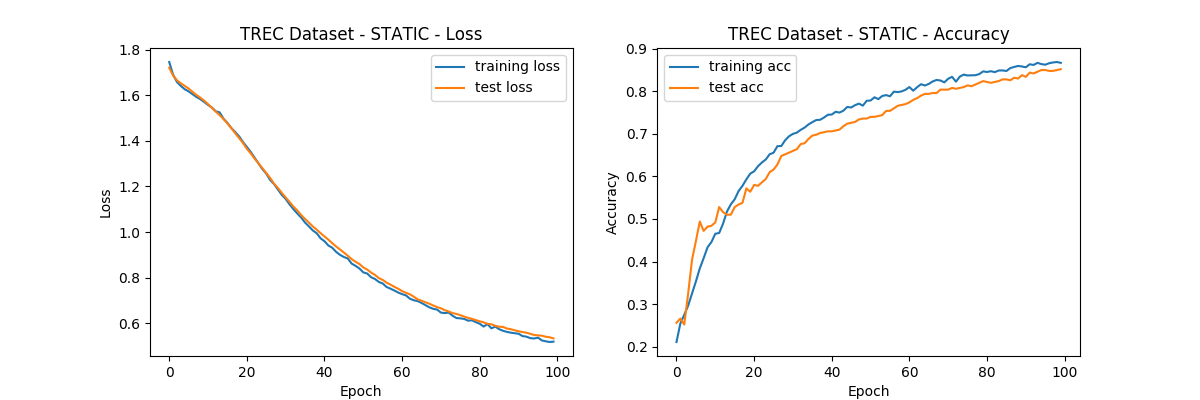 TREC Dataset - STATIC - Loss
training loss
test loss
1.8
1.6
1.4
1.2
1.0
0.8
0.6
Loss
0 20 40 60 80 100
Epoch
TREC Dataset - STATIC - Accuracy
training acc
test acc
0.9
0.8
0.7
0.6
0.5
0.4
0.3
0.2
Accuracy
0 20 40 60 80 100
Epoch